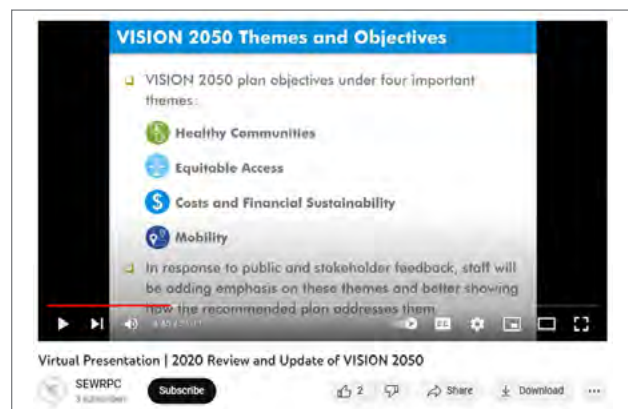 VISION 2050 Themes and Objectives
VISION 2050 plan objectives under four important
themes:
Healthy Communities
Equitable Access
Costs and Financial Sustainability
Mobility
In response to public and stakeholder feedback, staff will
be adding emphasis on these themes and better showing
how the recommended plan addresses them
Virtual Presentation | 2020 Review and Update of VISION 2050
SEWRPC
Subscribe
2
Share
Download